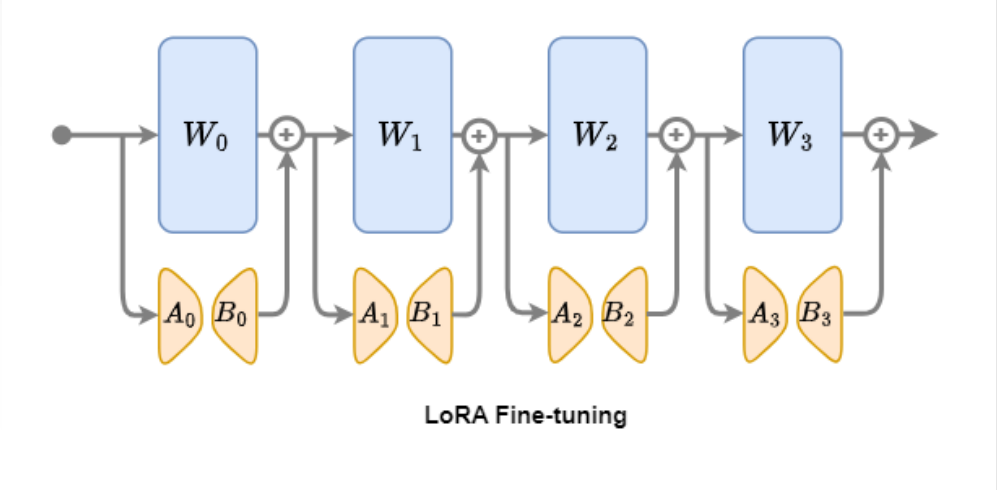 W₀ + W₁ + W₂ + W₃ +
A₀ B₀ A₁ B₁ A₂ B₂ A₃ B₃
LoRA Fine-tuning